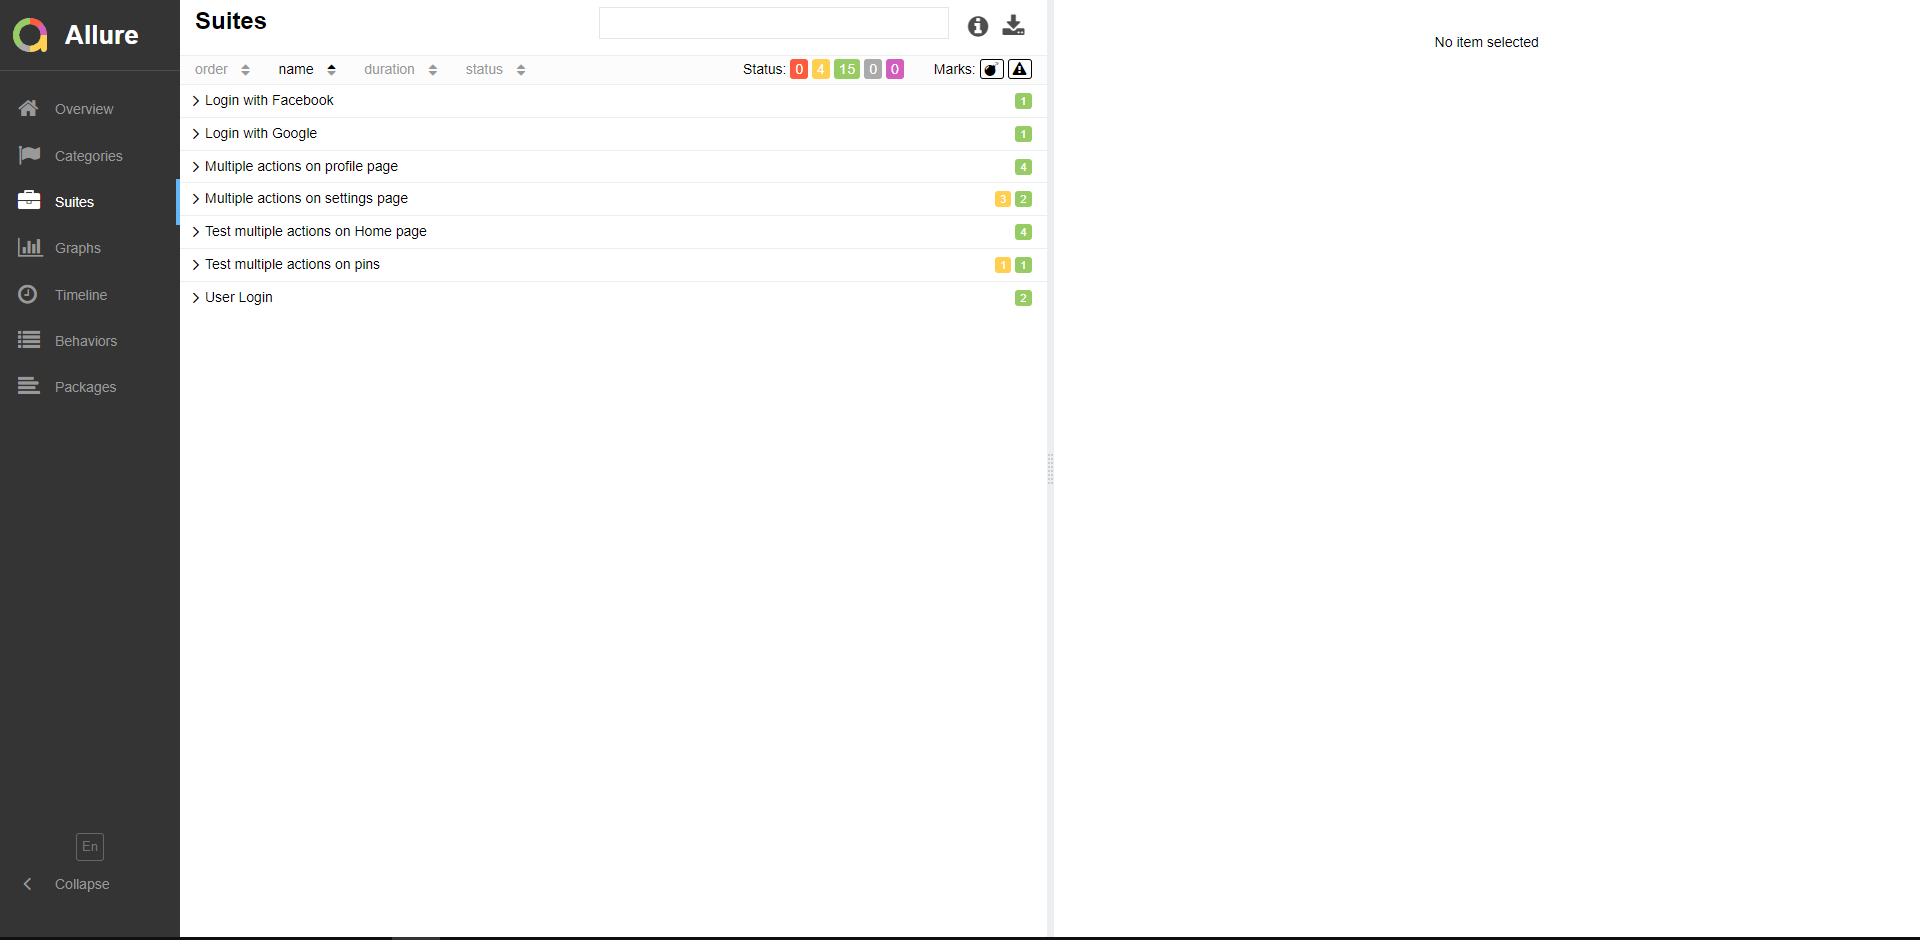 Allure
Overview
Categories
Suites
Graphs
Timeline
Behaviors
Packages
En
Collapse
Suites
order name duration status Status: 0 4 15 0 0 Marks:
Login with Facebook 1
Login with Google 1
Multiple actions on profile page 4
Multiple actions on settings page 3 2
Test multiple actions on Home page 4
Test multiple actions on pins 1 1
User Login 2
No item selected